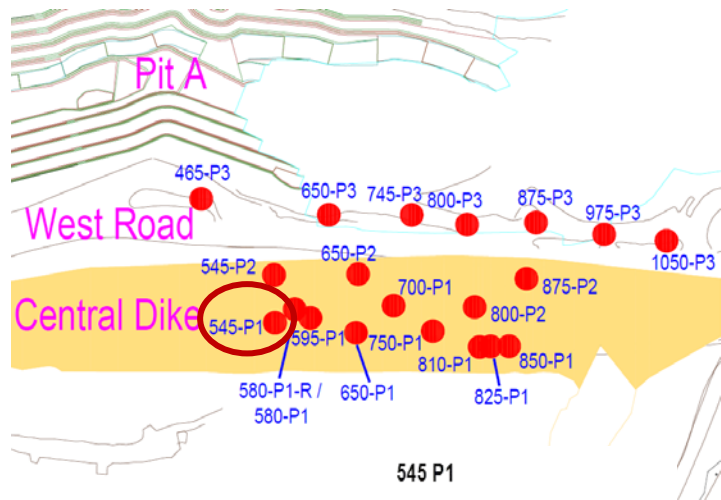 Pit A
465-P3
650-P3
745-P3
800-P3
875-P3
975-P3
1050-P3
West Road
545-P2
650-P2
700-P1
875-P2
Central Dike
545-P1
595-P1
750-P1
800-P2
810-P1
850-P1
580-P1-R /
580-P1
650-P1
825-P1
545 P1